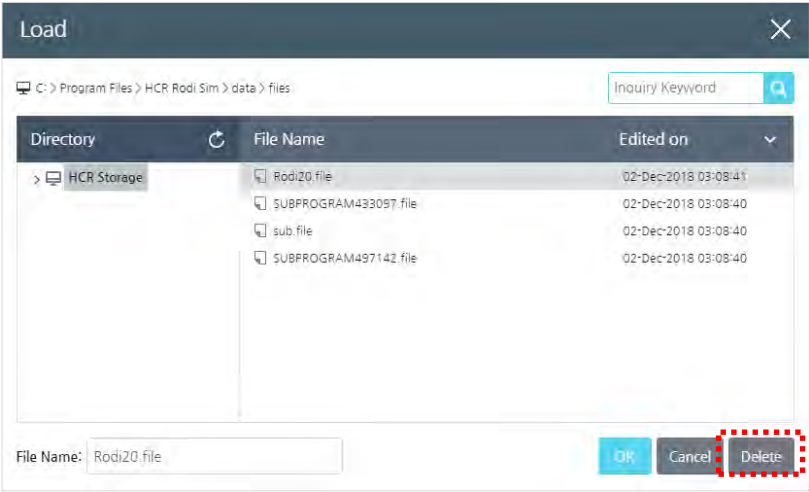 Load
C: > Program Files > HCR Rodi Sim > data > files
Inquiry Keyword
Directory
File Name
Edited on
> HCR Storage
Rodi20.file
02-Dec-2018 03:08:41
SUBPROGRAM433097.file
02-Dec-2018 03:08:40
sub.file
02-Dec-2018 03:08:40
SUBPROGRAM497142.file
02-Dec-2018 03:08:40
File Name: Rodi20.file
OK
Cancel
Delete